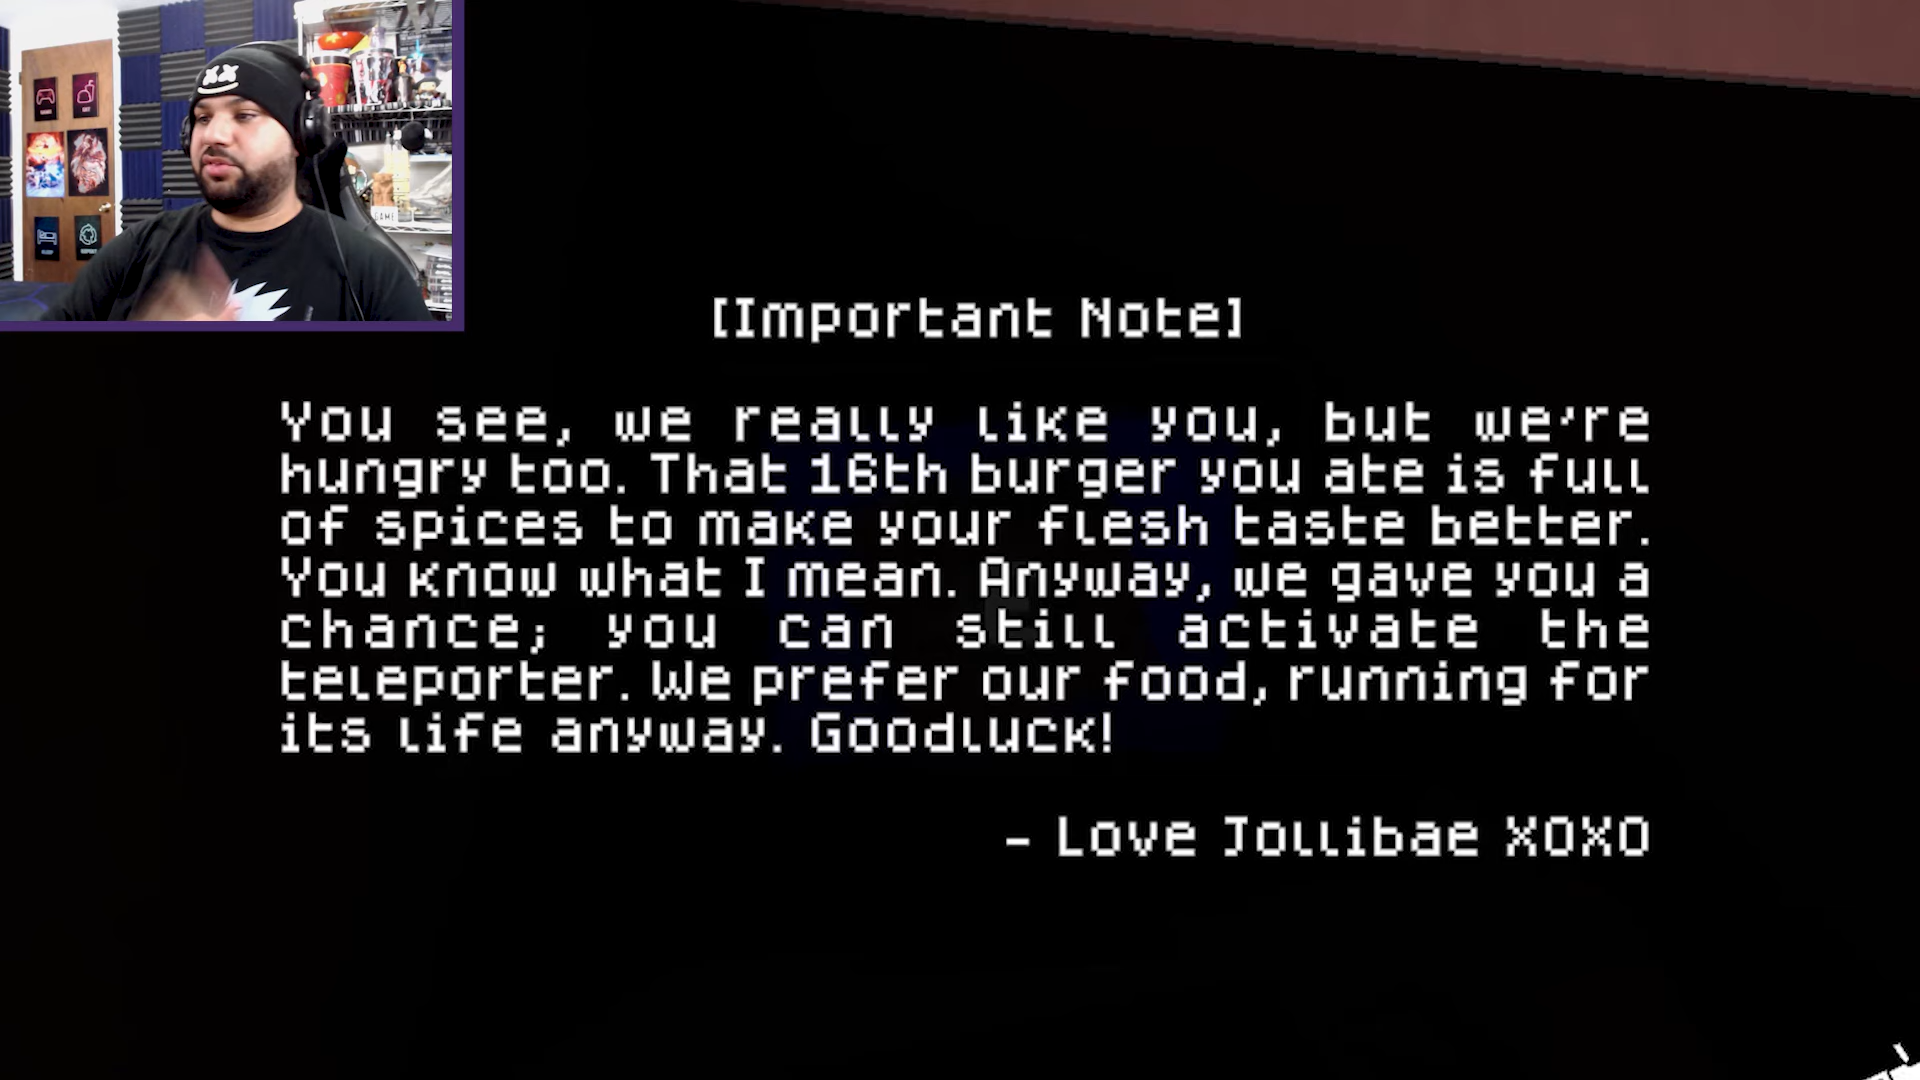 GAME
[Important Note]
You see, we really like you, but we're
hungry too. That 16th burger you ate is full
of spices to make your flesh taste better.
You know what I mean. Anyway, we gave you a
chance; you can still activate the
teleporter. We prefer our food, running for
its life anyway. Goodluck!
- Love Jollibae XOXO